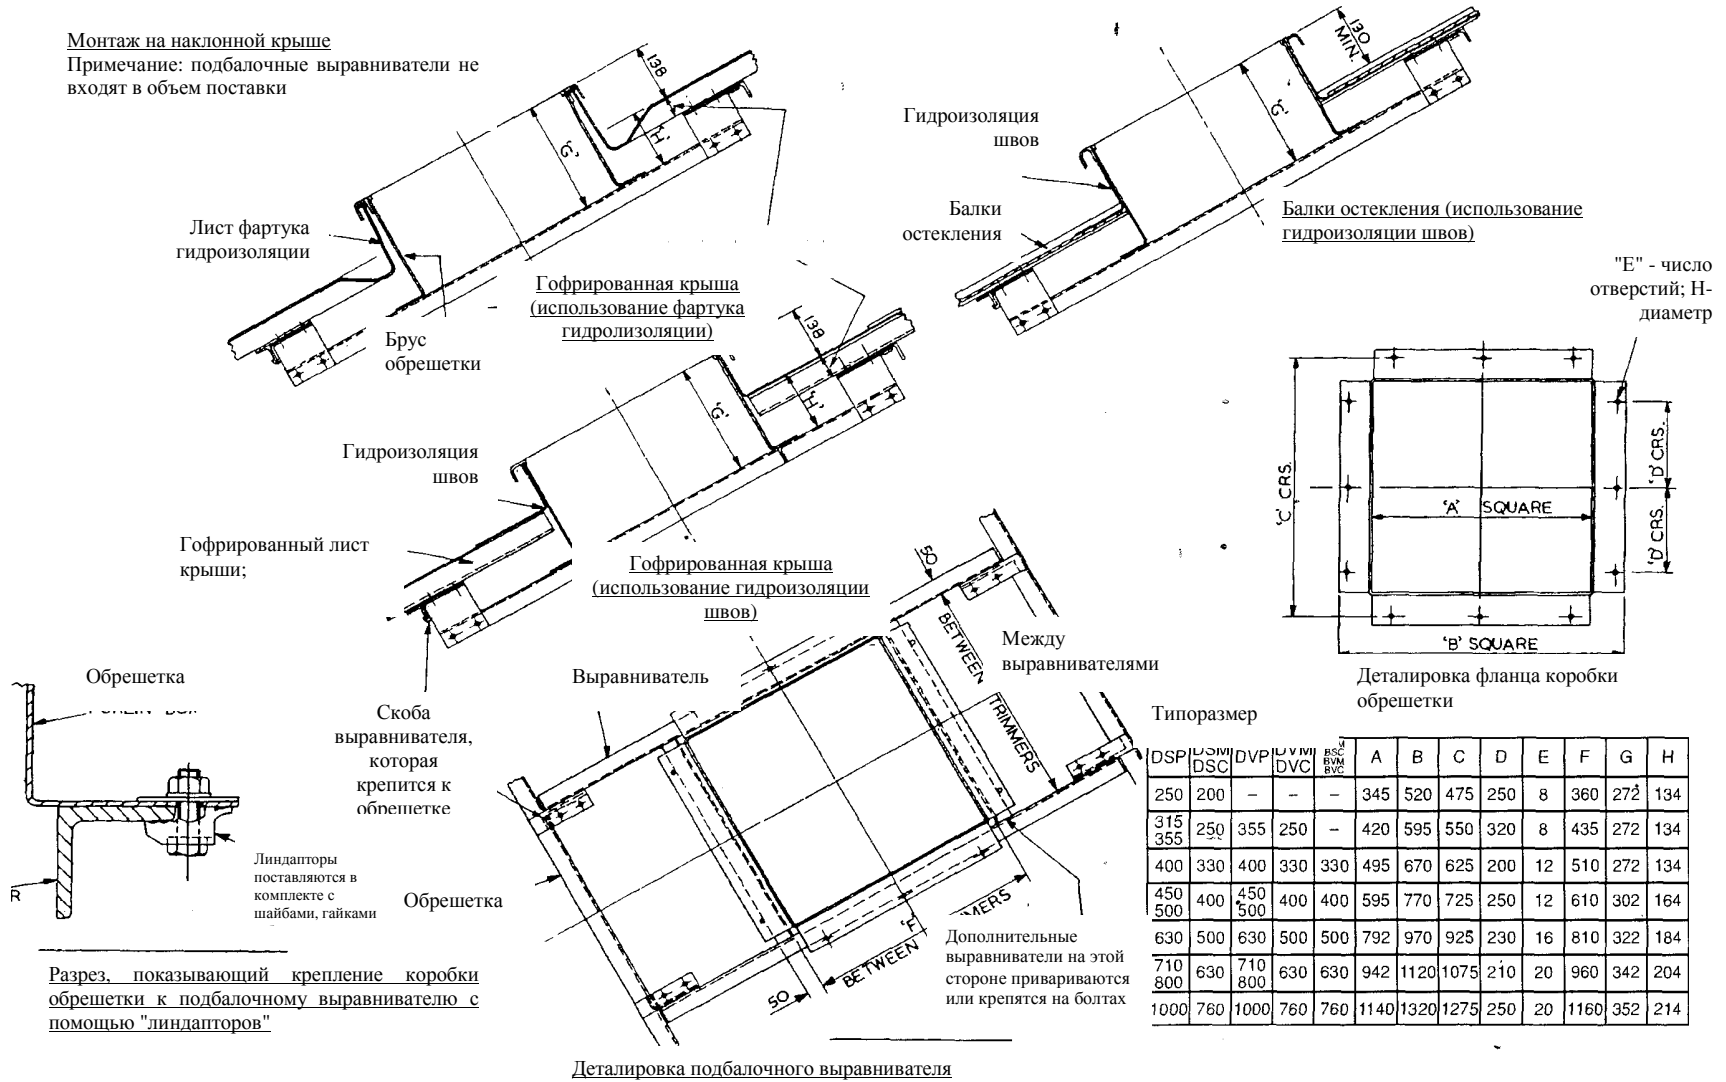 Монтаж на наклонной крыше
Примечание: подбалочные выравниватели не
входят в объем поставки
138
'G'
'H'
Лист фартука
гидроизоляции
Брус
обрешетки
Гофрированная крыша
(использование фартука
гидролизоляции)
130
MIN.
'G'
Гидроизоляция
швов
Балки
остекления
Балки остекления (использование
гидроизоляции швов)
138
'G'
'H'
Гидроизоляция
швов
Гофрированный лист
крыши;
Гофрированная крыша
(использование гидроизоляции
швов)
Скоба
выравнивателя,
которая
крепится к
обрешетке
"Е" - число
отверстий; Н-
диаметр
'C' CRS.
'D' CRS.
'D' CRS.
'A' SQUARE
'B' SQUARE
Деталировка фланца коробки
обрешетки
Обрешетка
R
Линдапторы
поставляются в
комплекте с
шайбами, гайками
Разрез, показывающий крепление коробки
обрешетки к подбалочному выравнивателю с
помощью "линдапторов"
Выравниватель
50
BETWEEN
TRIMMERS
Между
выравнивателями
Обрешетка
50
'F'
BETWEEN
MERS
Дополнительные
выравниватели на этой
стороне привариваются
или крепятся на болтах
Деталировка подбалочного выравнивателя
Типоразмер
DSP DSM DSC DVP DVM DVC BSC BVM BVC A B C D E F G H
250 200 – – – 345 520 475 250 8 360 272 134
315 355 250 355 250 – 420 595 550 320 8 435 272 134
400 330 400 330 330 495 670 625 200 12 510 272 134
450 500 400 450 500 400 400 595 770 725 250 12 610 302 164
630 500 630 500 500 792 970 925 230 16 810 322 184
710 800 630 710 800 630 630 942 1120 1075 210 20 960 342 204
1000 760 1000 760 760 1140 1320 1275 250 20 1160 352 214